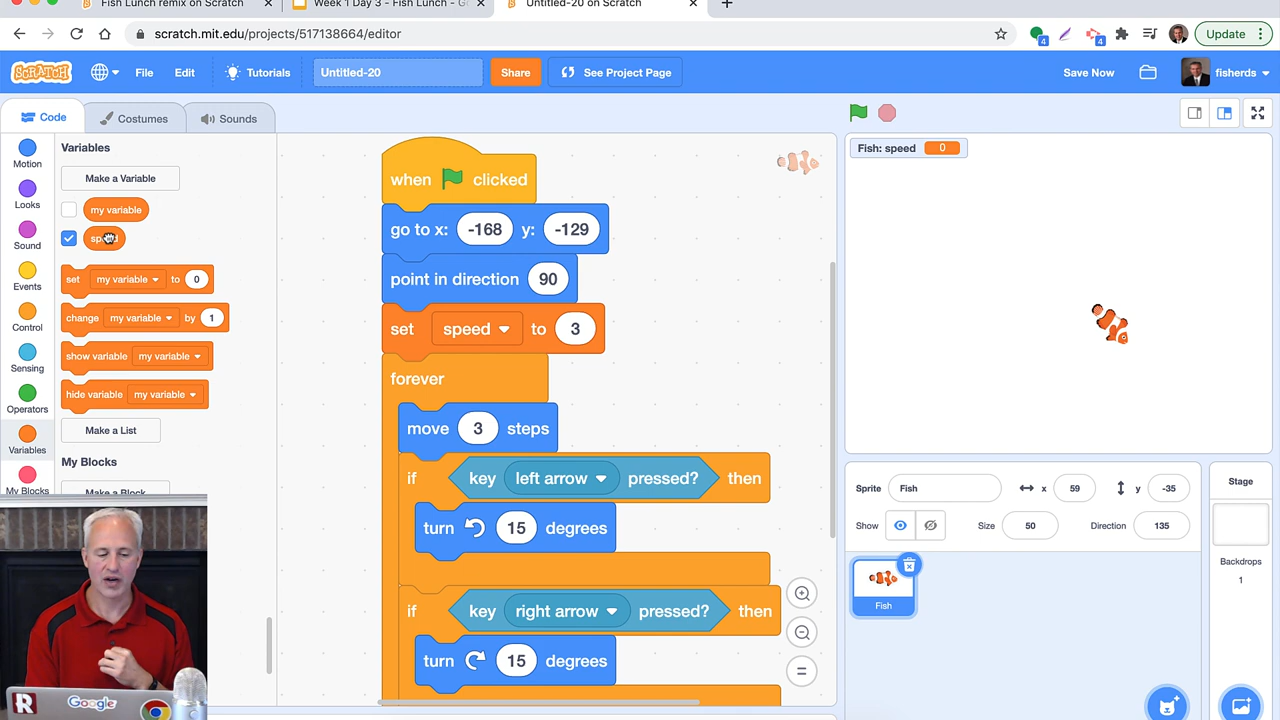 Fish Lunch remix on Scratch
Week 1 Day 3 - Fish Lunch - G
Untitled-20 on Scratch
scratch.mit.edu/projects/517138664/editor
4
4
Update
SCRATCH
File
Edit
Tutorials
Untitled-20
Share
See Project Page
Save Now
fisherds
Code
Costumes
Sounds
Motion
Looks
Sound
Events
Control
Sensing
Operators
Variables
My Blocks
Variables
Make a Variable
my variable
set my variable to 0
change my variable by 1
show variable my variable
hide variable my variable
Make a List
My Blocks
Make a Block
when clicked
go to x: -168 y: -129
point in direction 90
set speed to 3
forever
move 3 steps
if key left arrow pressed? then
turn 15 degrees
if key right arrow pressed? then
turn 15 degrees
Fish: speed 0
Sprite Fish x 59 y -35
Show Size 50 Direction 135
Fish
Stage
Backdrops
1
R
Google